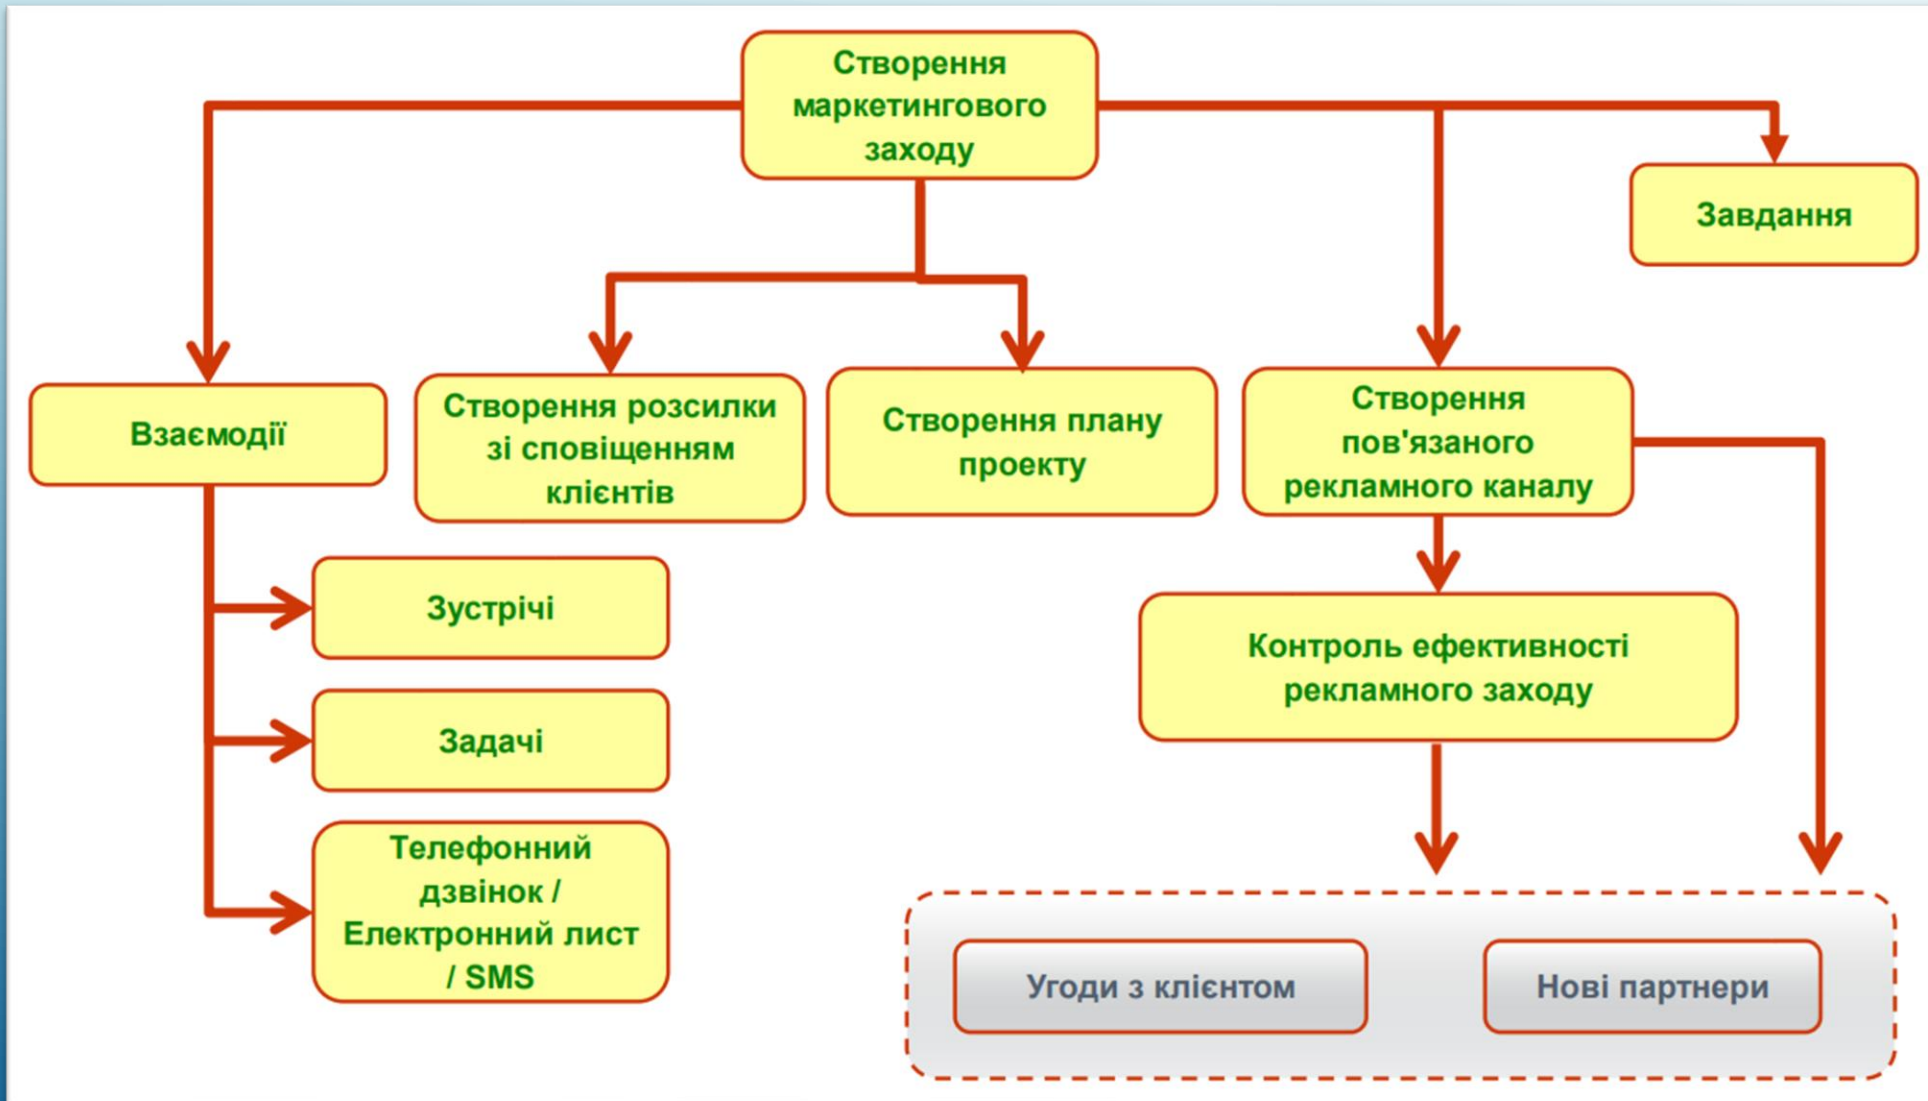 Створення
маркетингового
заходу
Завдання
Взаємодії
Створення розсилки
зі сповіщенням
клієнтів
Створення плану
проекту
Створення
пов'язаного
рекламного каналу
Зустрічі
Задачі
Телефонний
дзвінок /
Електронний лист
/ SMS
Контроль ефективності
рекламного заходу
Угоди з клієнтом
Нові партнери